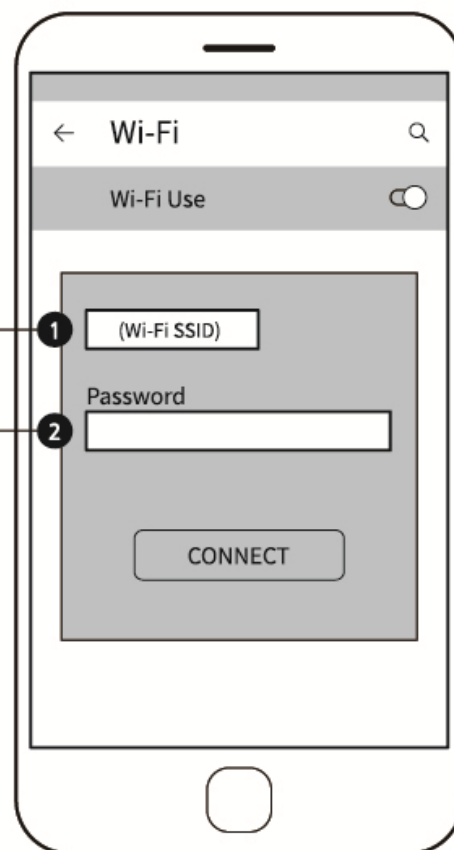 Wi-Fi
Wi-Fi Use
1
(Wi-Fi SSID)
Password
2
CONNECT